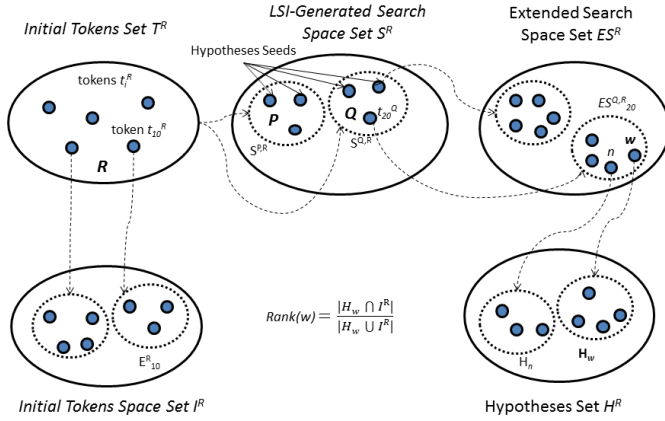 Initial Tokens Set T^R
LSI-Generated Search
Space Set S^R
Extended Search
Space Set ES^R
Hypotheses Seeds
tokens t_i^R
token t_10^R
R
P
Q
t_20^Q
S^P,R
S^Q,R
ES^Q,R_20
w
n
E^R_10
Rank(w) = |H_w ∩ I^R| / |H_w ∪ I^R|
H_n
H_w
Initial Tokens Space Set I^R
Hypotheses Set H^R